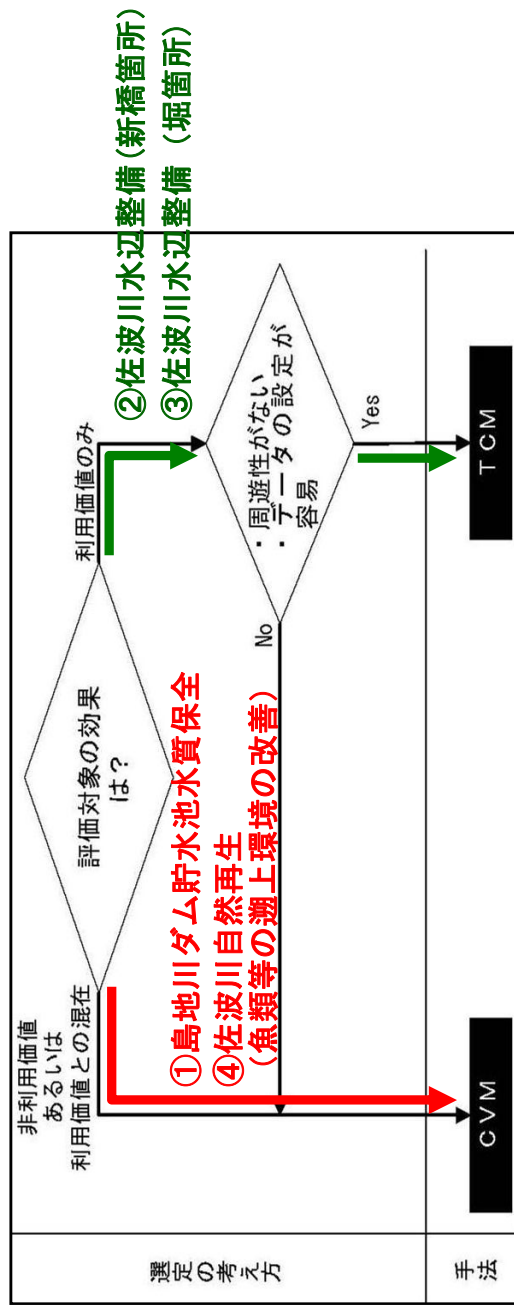 選定の考え方
手法
評価対象の効果
は？
非利用価値
あるいは
利用価値との混在
利用価値のみ
①島地川ダム貯水池水質保全
④佐波川自然再生
（魚類等の遡上環境の改善）
②佐波川水辺整備（新橋箇所）
③佐波川水辺整備（堀箇所）
・周遊性がない
・データの設定が
容易
No
Yes
CVM
TCM